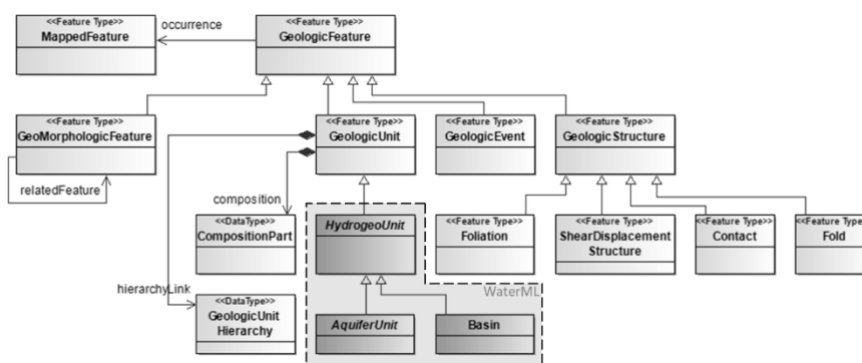 <<Feature Type>>
MappedFeature
occurrence
<<Feature Type>>
GeologicFeature
<<Feature Type>>
GeoMorphologicFeature
relatedFeature
<<Feature Type>>
GeologicUnit
<<Feature Type>>
GeologicEvent
<<Feature Type>>
GeologicStructure
composition
<<DataType>>
CompositionPart
HydrogeoUnit
<<Feature Type>>
Foliation
<<Feature Type>>
ShearDisplacement
Structure
<<Feature Type>>
Contact
<<Feature Type>>
Fold
hierarchyLink
<<DataType>>
GeologicUnit
Hierarchy
WaterML
AquiferUnit
Basin